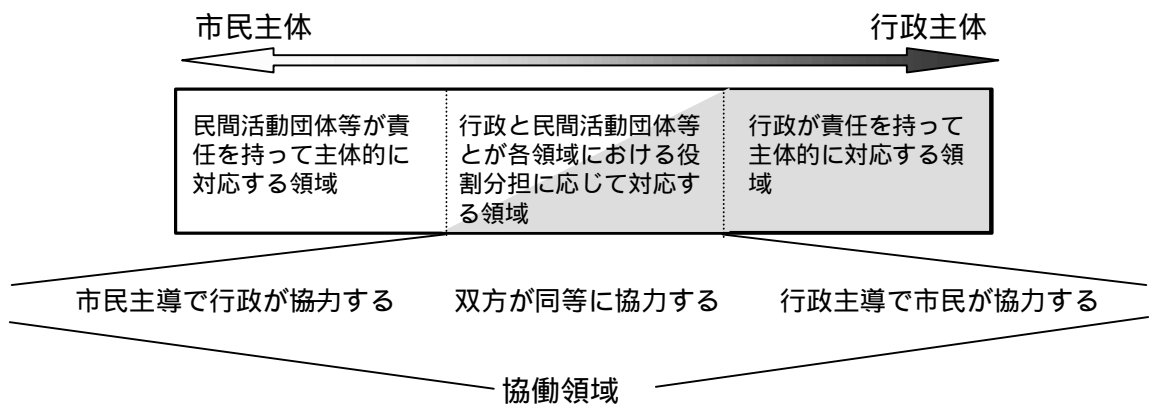 市民主体 行政主体
民間活動団体等が責
任を持って主体的に
対応する領域
行政と民間活動団体等
とが各領域における役
割分担に応じて対応す
る領域
行政が責任を持って
主体的に対応する領
域
市民主導で行政が協力する 双方が同等に協力する 行政主導で市民が協力する
協働領域